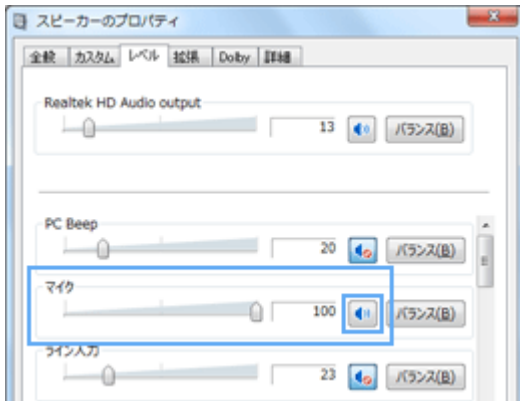 スピーカーのプロパティ
全般 カスタム レベル 拡張 Dolby 詳細
Realtek HD Audio output
13 バランス(B)
PC Beep
20 バランス(B)
マイク
100 バランス(B)
ライン入力
23 バランス(B)